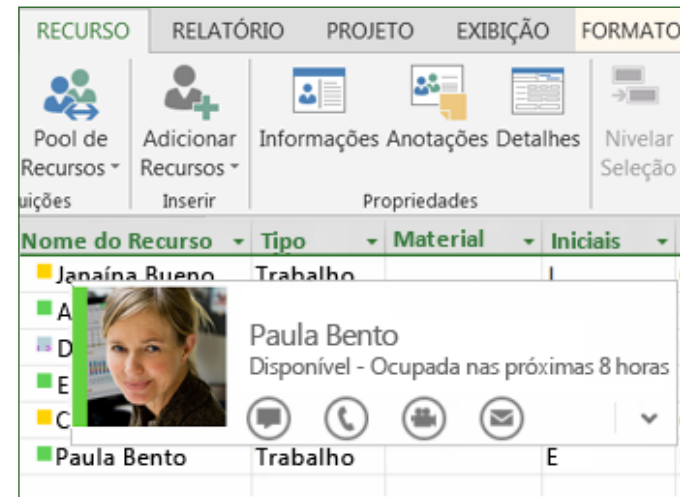 RECURSO RELATÓRIO PROJETO EXIBIÇÃO FORMATO
Pool de Recursos
Adicionar Recursos
Informações Anotações Detalhes
Nivelar Seleção
uições Inserir Propriedades
Nome do Recurso Tipo Material Iniciais
Janaína Bueno Trabalho
A
D
E
C
Paula Bento
Disponível - Ocupada nas próximas 8 horas
Paula Bento Trabalho E